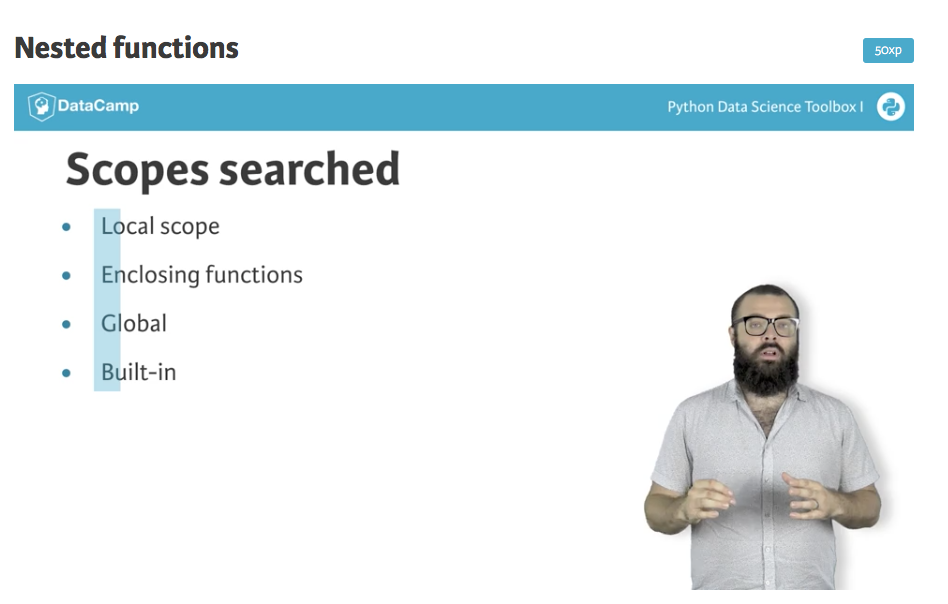 Nested functions
50xp
DataCamp
Python Data Science Toolbox I
Scopes searched
• Local scope
• Enclosing functions
• Global
• Built-in